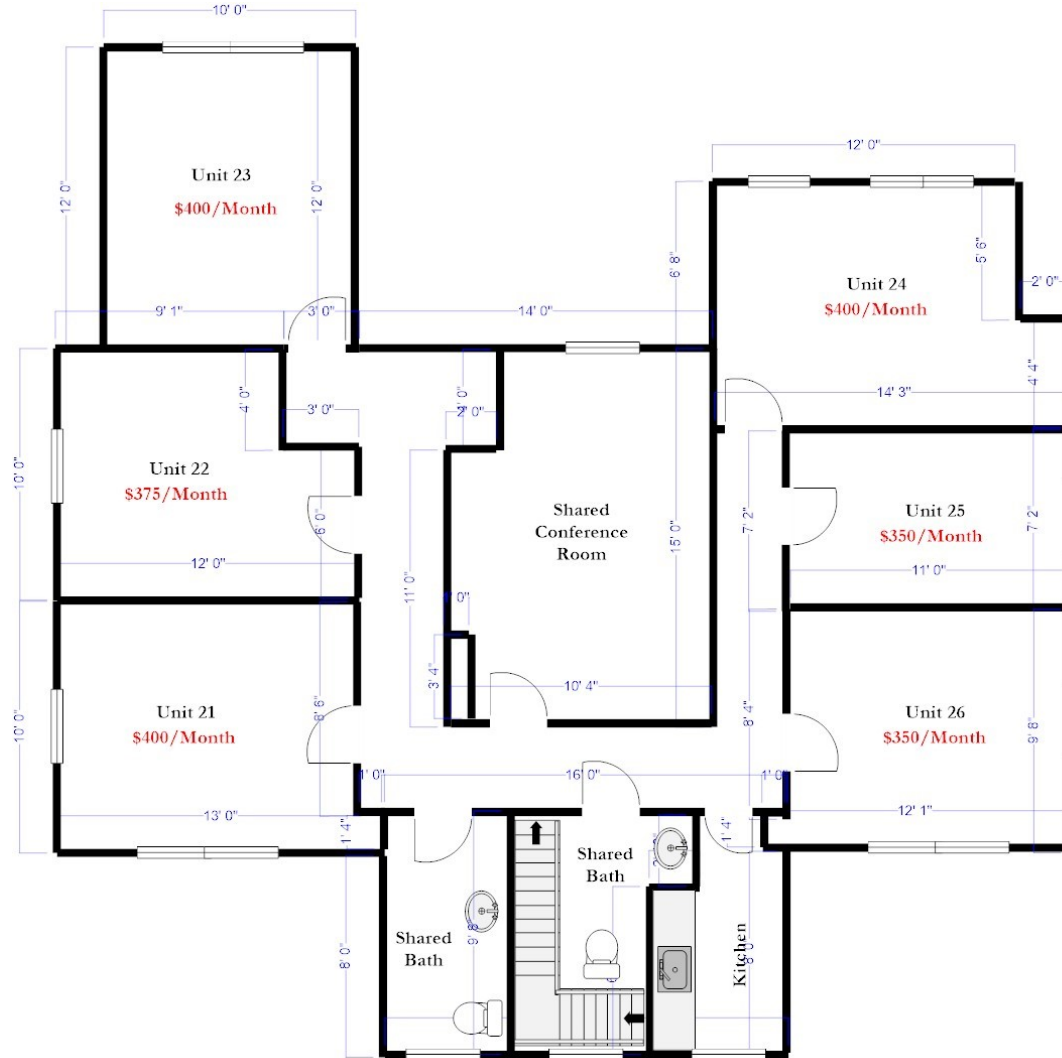 10' 0"
12' 0"
12' 0"
Unit 23
$400/Month
9' 1"
3' 0"
14' 0"
6' 8"
12' 0"
5' 6"
2' 0"
Unit 24
$400/Month
4' 4"
14' 3"
4' 0"
3' 0"
2' 0"
10' 0"
Unit 22
$375/Month
6' 0"
12' 0"
11' 0"
Shared
Conference
Room
15' 0"
7' 2"
Unit 25
$350/Month
7' 2"
11' 0"
3' 4"
10' 4"
10' 0"
Unit 21
$400/Month
8' 6"
13' 0"
1' 4"
8' 4"
Unit 26
$350/Month
9' 8"
12' 1"
1' 0"
16' 0"
1' 0"
1' 4"
Shared
Bath
Shared
Bath
9' 8"
8' 0"
Kitchen
8' 0"